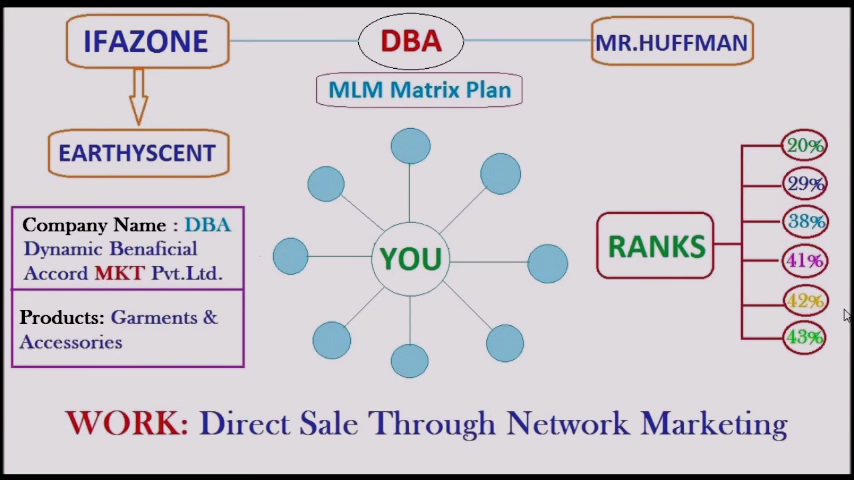 IFAZONE
DBA
MR.HUFFMAN
MLM Matrix Plan
EARTHYSCENT
Company Name : DBA
Dynamic Benaficial
Accord MKT Pvt.Ltd.
Products: Garments &
Accessories
YOU
RANKS
20%
29%
38%
41%
42%
43%
WORK: Direct Sale Through Network Marketing